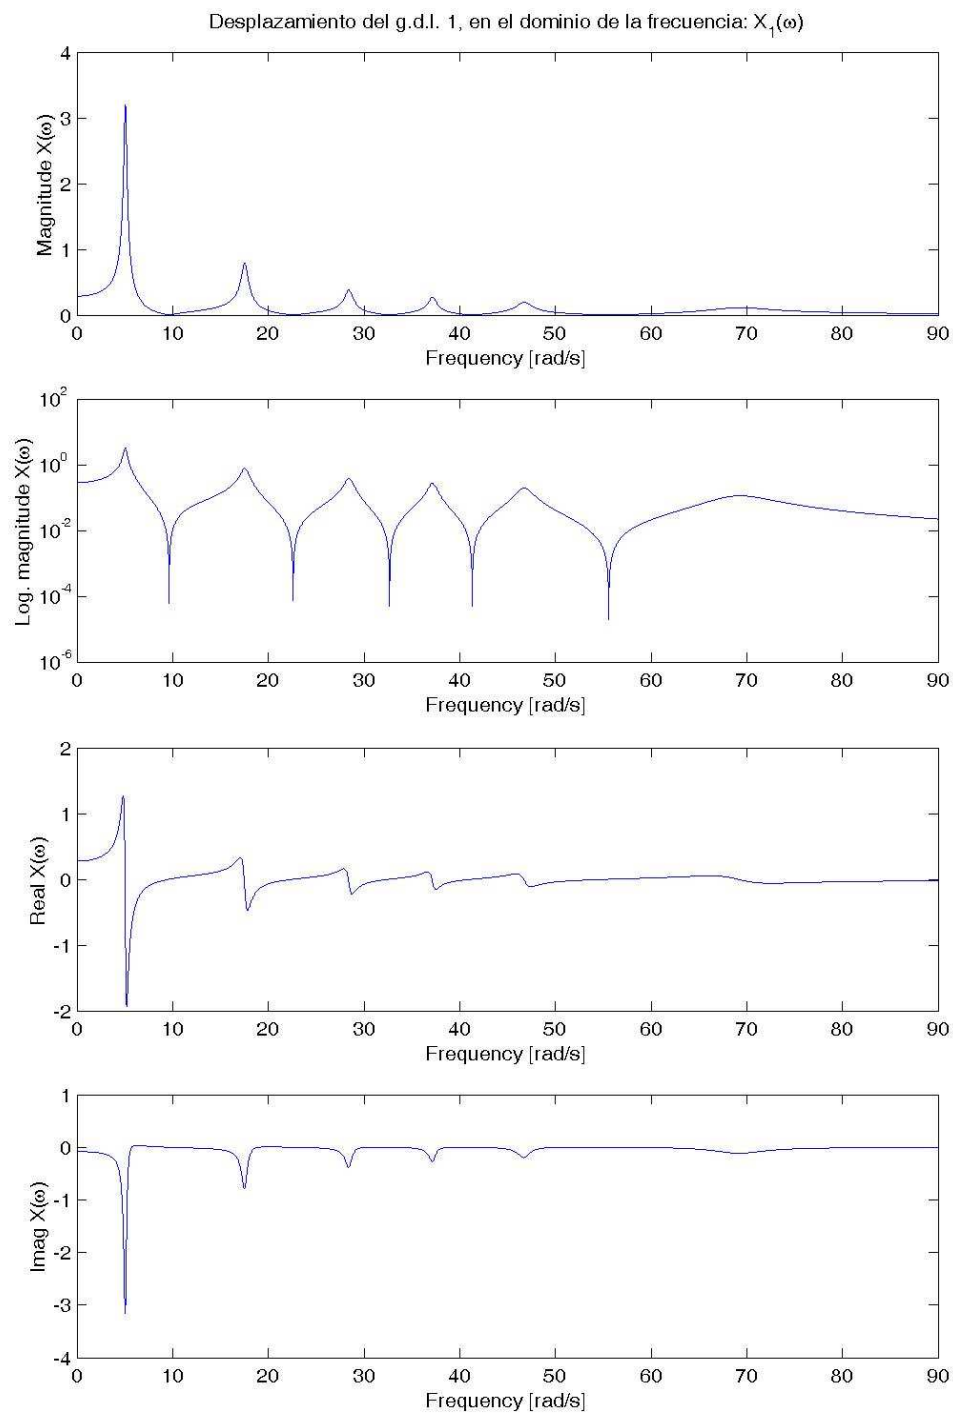 Desplazamiento del g.d.l. 1, en el dominio de la frecuencia: X₁(ω)
Magnitude X(ω)
4
3
2
1
0
0 10 20 30 40 50 60 70 80 90
Frequency [rad/s]
Log. magnitude X(ω)
10²
10⁰
10⁻²
10⁻⁴
10⁻⁶
0 10 20 30 40 50 60 70 80 90
Frequency [rad/s]
Real X(ω)
2
1
0
-1
-2
0 10 20 30 40 50 60 70 80 90
Frequency [rad/s]
Imag X(ω)
1
0
-1
-2
-3
-4
0 10 20 30 40 50 60 70 80 90
Frequency [rad/s]